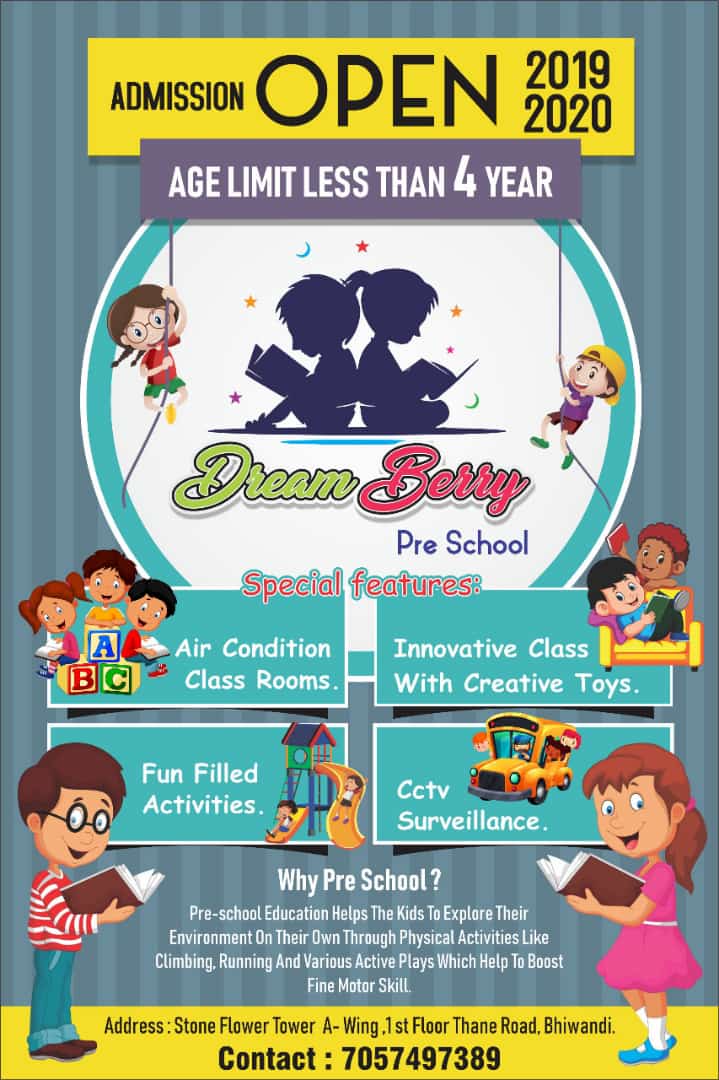 ADMISSION OPEN 2019
2020
AGE LIMIT LESS THAN 4 YEAR
Dream Berry
Pre School
Special features:
Air Condition
Class Rooms.
Innovative Class
With Creative Toys.
A
B C
Fun Filled
Activities.
Cctv
Surveillance.
Why Pre School ?
Pre-school Education Helps The Kids To Explore Their
Environment On Their Own Through Physical Activities Like
Climbing, Running And Various Active Plays Which Help To Boost
Fine Motor Skill.
Address : Stone Flower Tower A- Wing ,1 st Floor Thane Road, Bhiwandi.
Contact : 7057497389